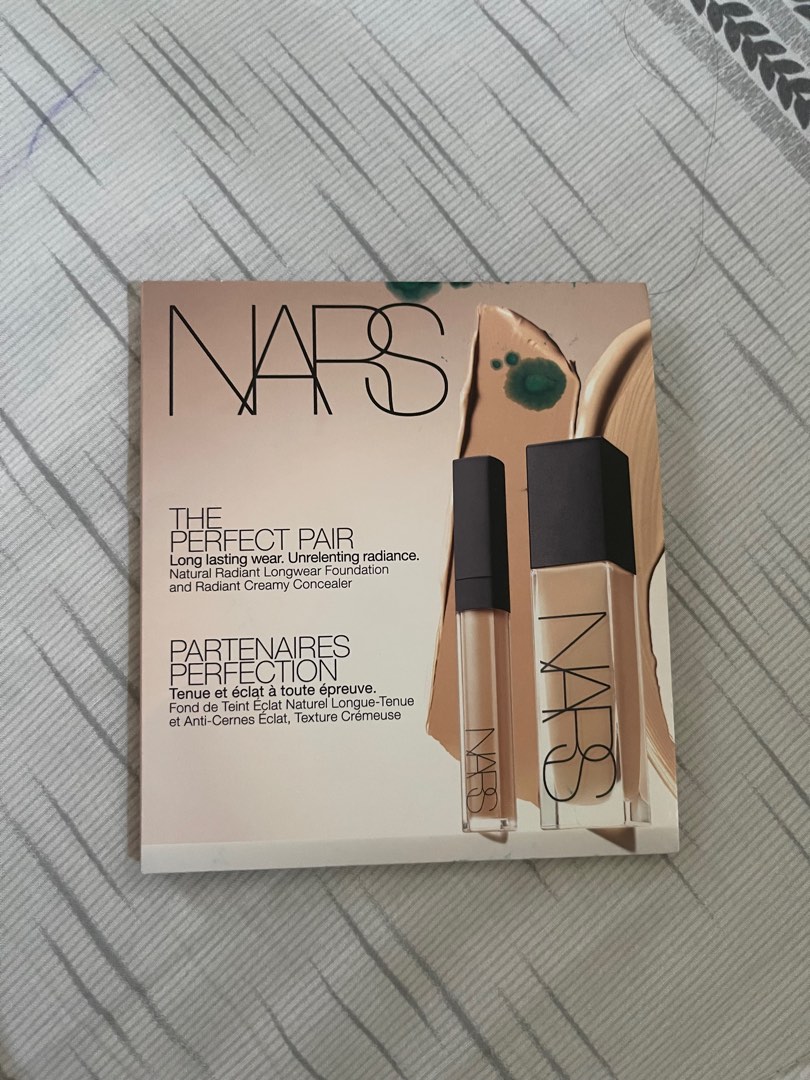 NARS
THE
PERFECT PAIR
Long lasting wear. Unrelenting radiance.
Natural Radiant Longwear Foundation
and Radiant Creamy Concealer
PARTENAIRES
PERFECTION
Tenue et éclat à toute épreuve.
Fond de Teint Éclat Naturel Longue-Tenue
et Anti-Cernes Éclat, Texture Crémeuse
NARS
NARS